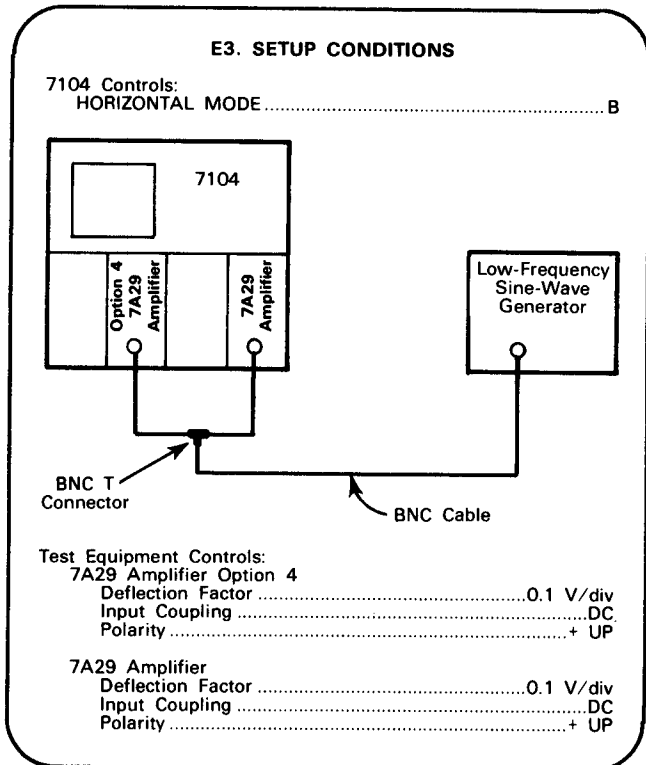 E3. SETUP CONDITIONS
7104 Controls:
HORIZONTAL MODE.............................................................B
7104
Option 4
7A29
Amplifier
7A29
Amplifier
Low-Frequency
Sine-Wave
Generator
BNC T
Connector
BNC Cable
Test Equipment Controls:
7A29 Amplifier Option 4
Deflection Factor ...................................................0.1 V/div
Input Coupling ..................................................................DC
Polarity ........................................................................+ UP
7A29 Amplifier
Deflection Factor ...................................................0.1 V/div
Input Coupling ..................................................................DC
Polarity ........................................................................+ UP